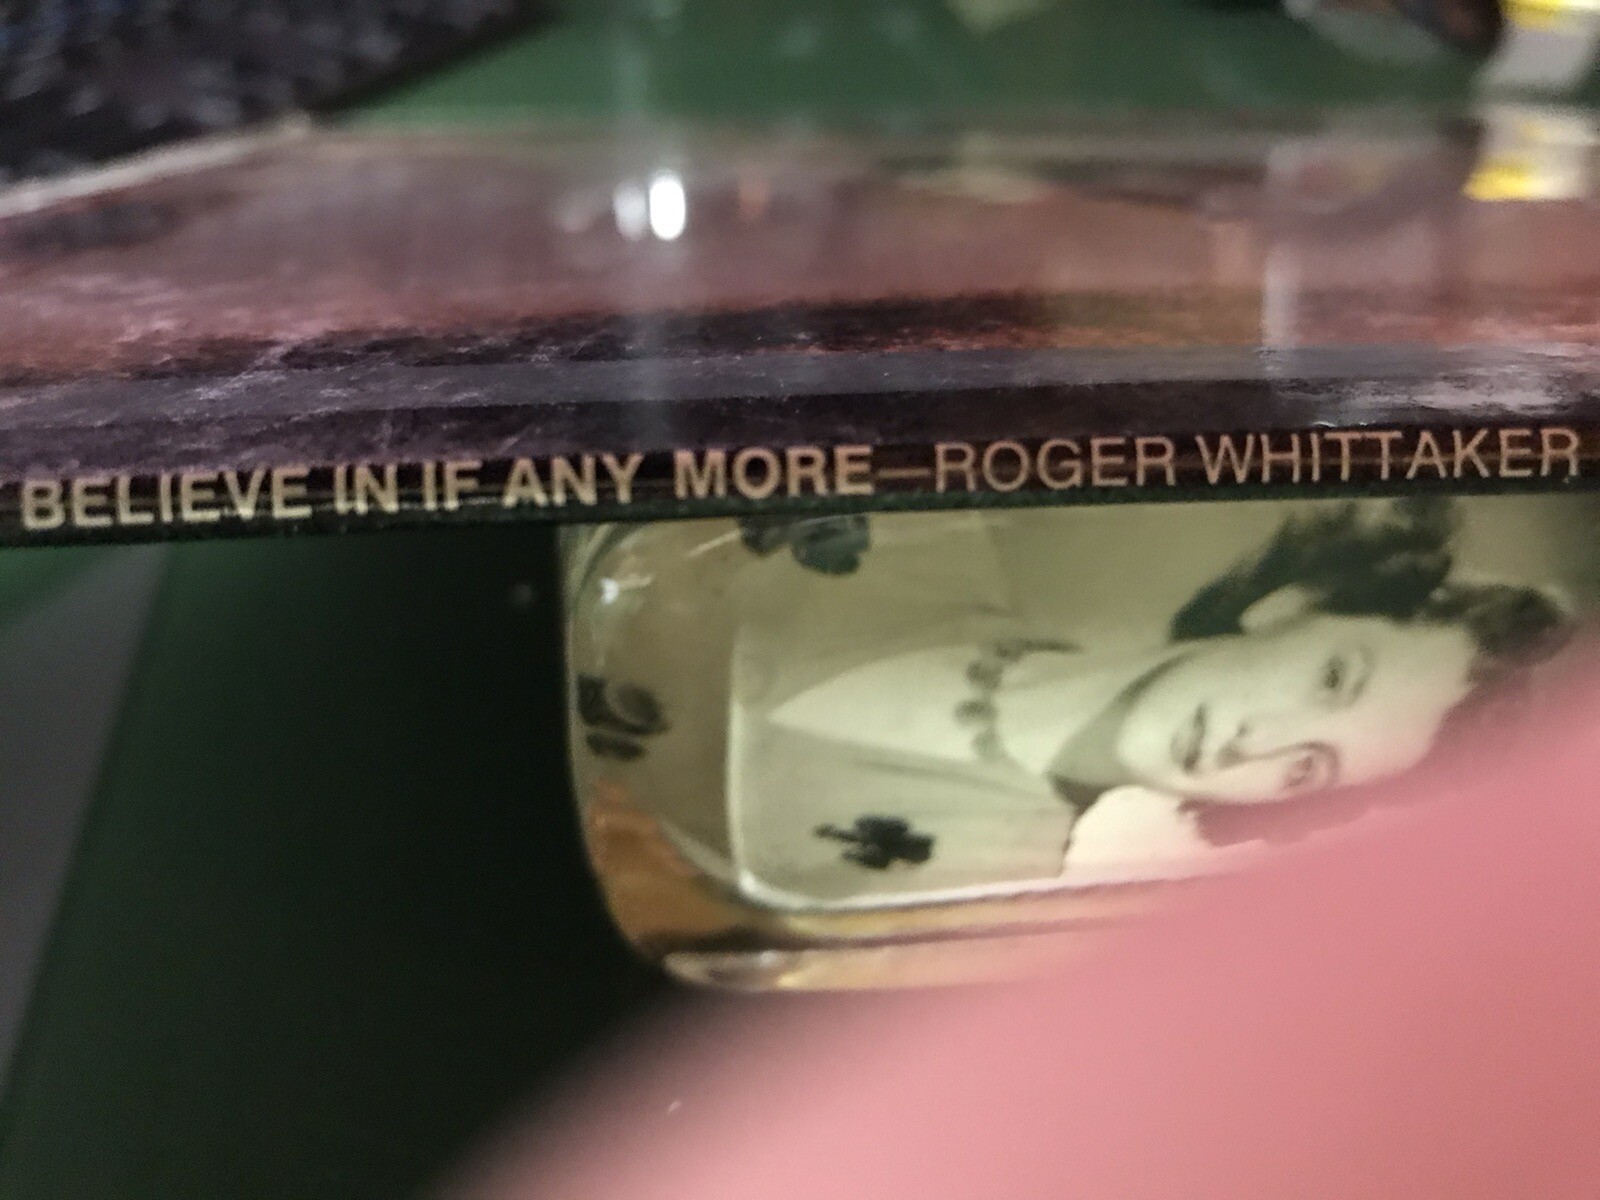 BELIEVE IN IF ANY MORE—ROGER WHITTAKER